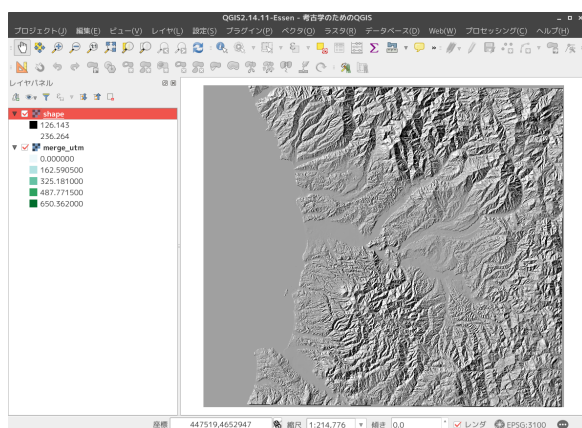 QGIS2.14.11-Essen - 考古学のためのQGIS
プロジェクト(J) 編集(E) ビュー(V) レイヤ(L) 設定(S) プラグイン(P) ベクタ(O) ラスタ(R) データベース(D) Web(W) プロセッシング(C) ヘルプ(H)
レイヤパネル
shape
126.143
236.264
merge_utm
0.000000
162.590500
325.181000
487.771500
650.362000
座標 447519,4652947 縮尺 1:214,776 傾き 0.0 レンダ EPSG:3100